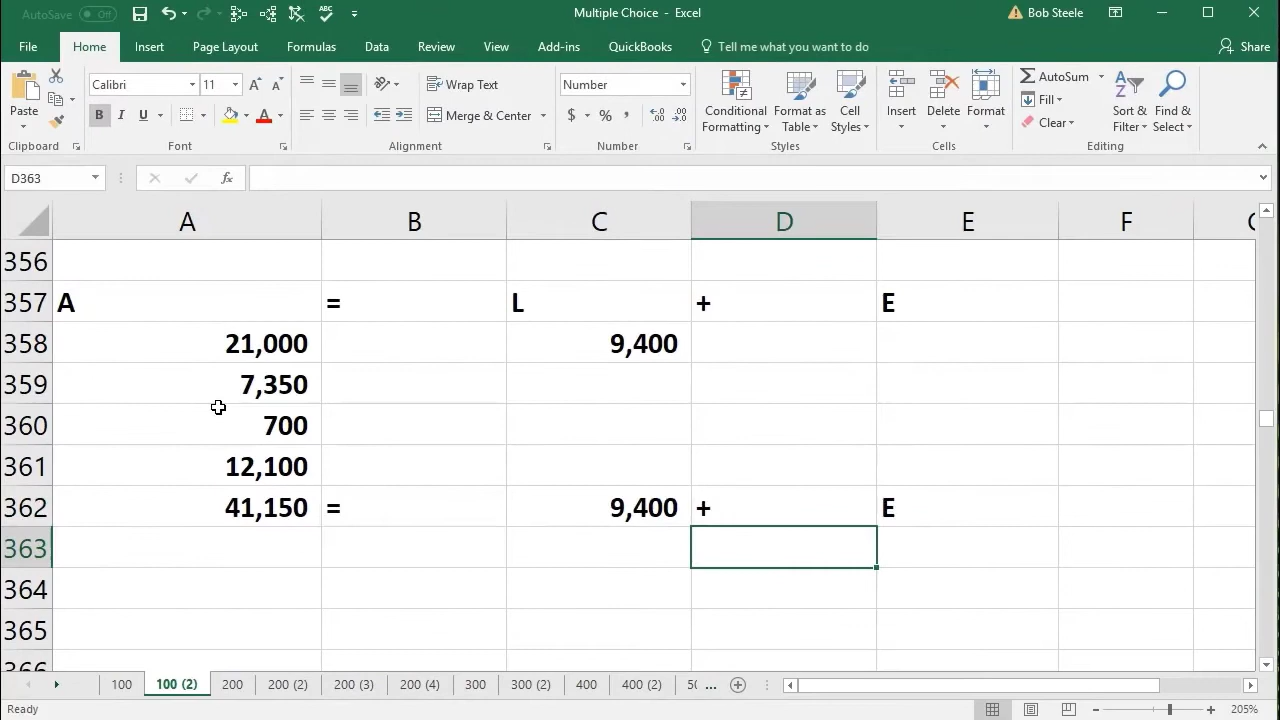 AutoSave Off
Multiple Choice - Excel
Bob Steele
File Home Insert Page Layout Formulas Data Review View Add-ins QuickBooks Tell me what you want to do Share
Paste
Calibri 11
Wrap Text
Number
Conditional Formatting
Format as Table
Cell Styles
Insert Delete Format
AutoSum
Fill
Clear
Sort & Filter
Find & Select
B I U
Merge & Center
$ % ,
Clipboard Font Alignment Number Styles Cells Editing
D363 fx
A B C D E F
356
357 A = L + E
358 21,000 9,400
359 7,350
360 700
361 12,100
362 41,150 = 9,400 + E
363
364
365
366
100 100 (2) 200 200 (2) 200 (3) 200 (4) 300 300 (2) 400 400 (2) ...
Ready
205%